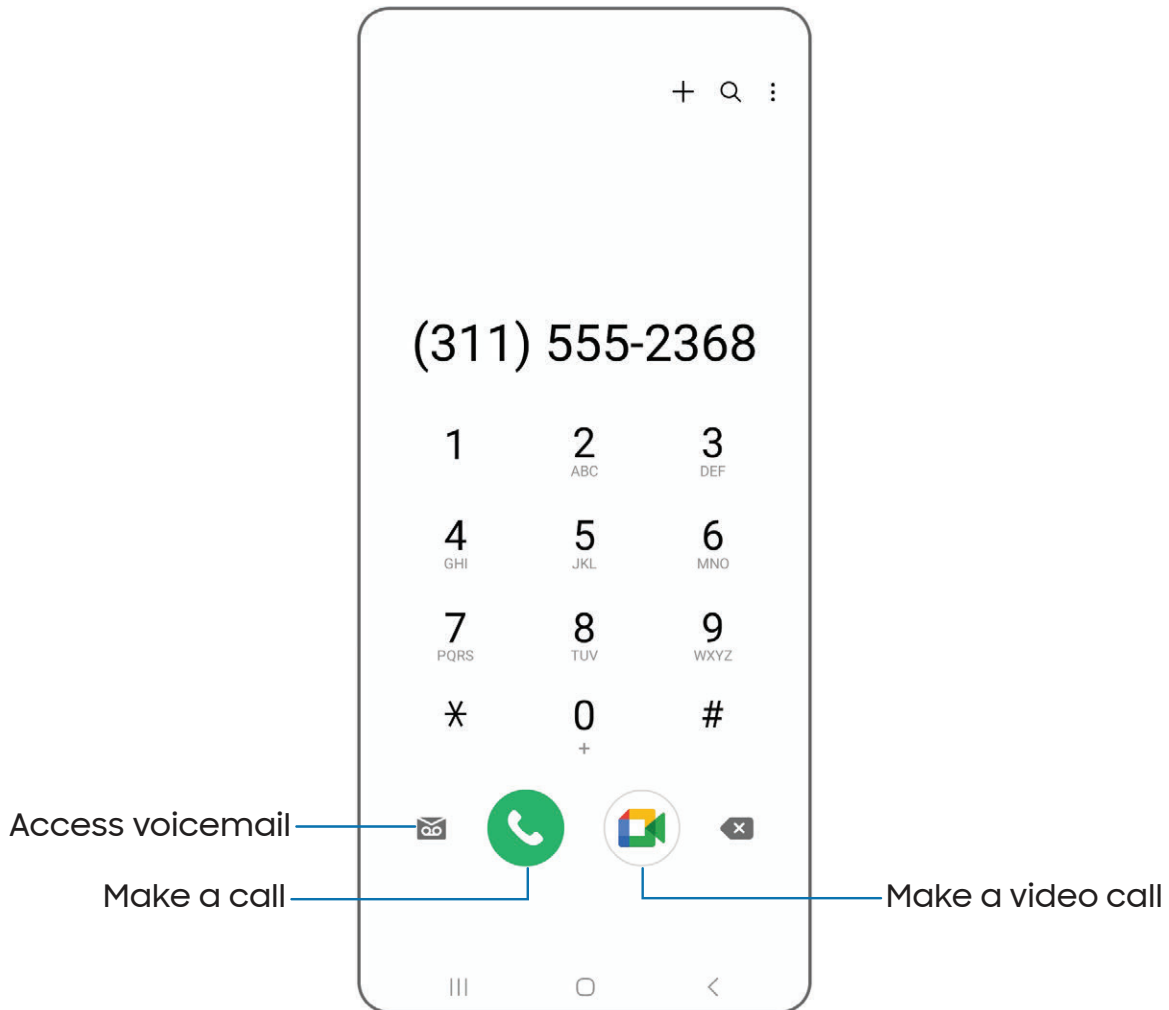 (311) 555-2368
1 2 3
ABC DEF
4 5 6
GHI JKL MNO
7 8 9
PQRS TUV WXYZ
* 0 #
+
Access voicemail
Make a call
Make a video call